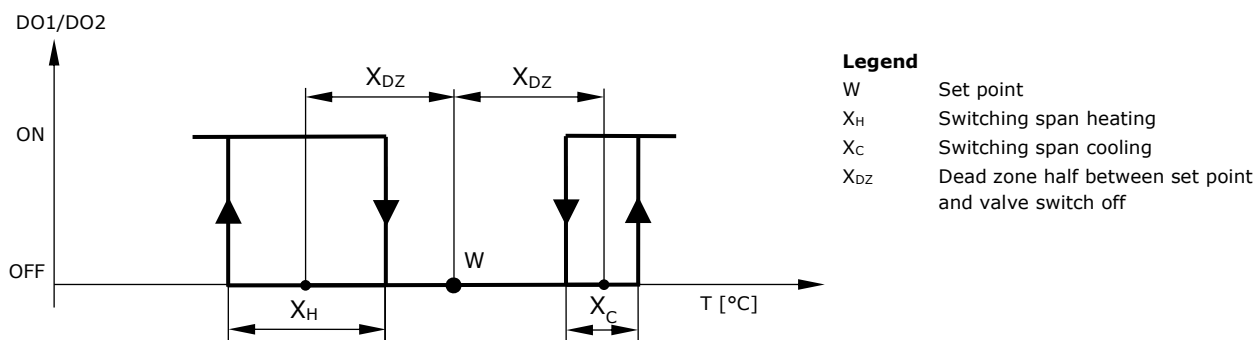 DO1/DO2
X_DZ X_DZ
ON
OFF
W
X_H
X_C
T [°C]
Legend
W Set point
X_H Switching span heating
X_C Switching span cooling
X_DZ Dead zone half between set point
and valve switch off